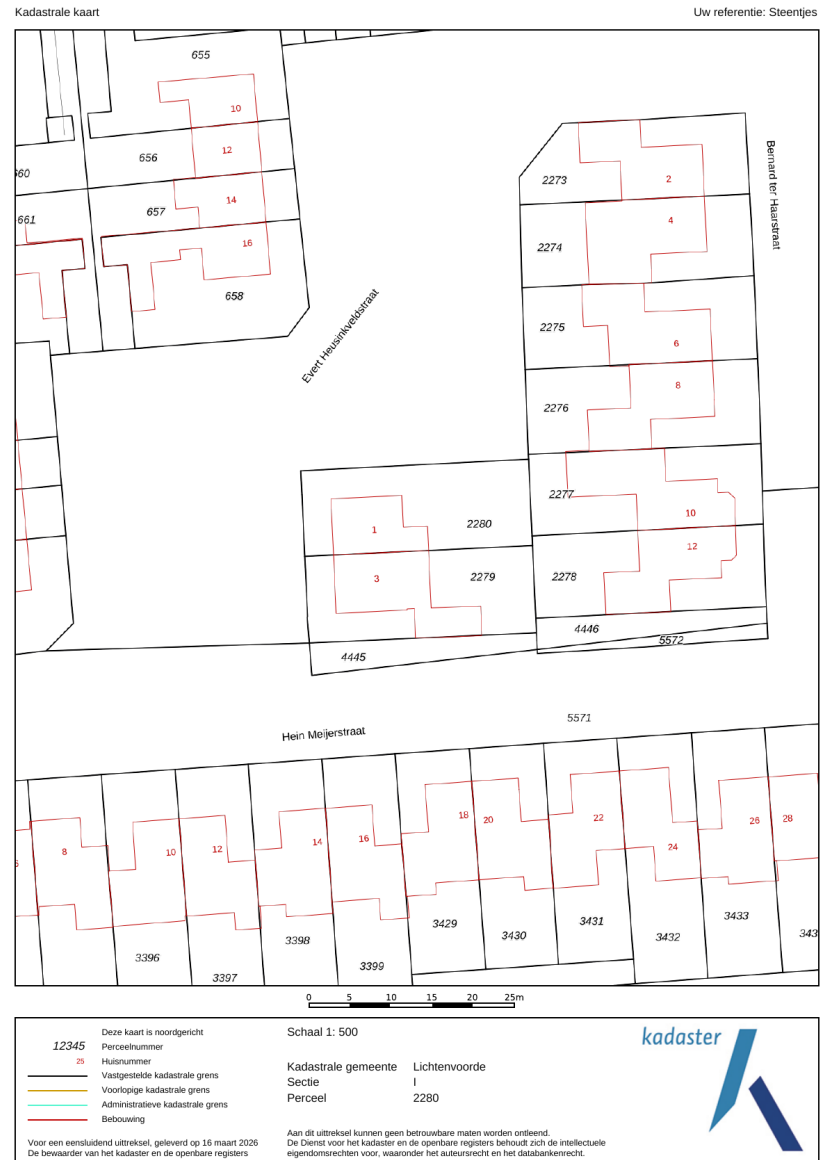 Kadastrale kaart
Uw referentie: Steentjes
655
10
12
656
660
14
657
661
16
658
Evert Heusinkveldstraat
Bernard ter Haarstraat
2273
2
4
2274
2275
6
8
2276
2277
10
12
2278
1
2280
3
2279
4445
4446
5572
5571
Hein Meijerstraat
8
10
12
14
16
18
20
22
24
26
28
3396
3397
3398
3399
3429
3430
3431
3432
3433
343
0 5 10 15 20 25m
Deze kaart is noordgericht
12345 Perceelnummer
25 Huisnummer
Vastgestelde kadastrale grens
Voorlopige kadastrale grens
Administratieve kadastrale grens
Bebouwing
Voor een eensluidend uittreksel, geleverd op 16 maart 2026
De bewaarder van het kadaster en de openbare registers
Schaal 1: 500
Kadastrale gemeente Lichtenvoorde
Sectie I
Perceel 2280
Aan dit uittreksel kunnen geen betrouwbare maten worden ontleend.
De Dienst voor het kadaster en de openbare registers behoudt zich de intellectuele
eigendomsrechten voor, waaronder het auteursrecht en het databankenrecht.
kadaster